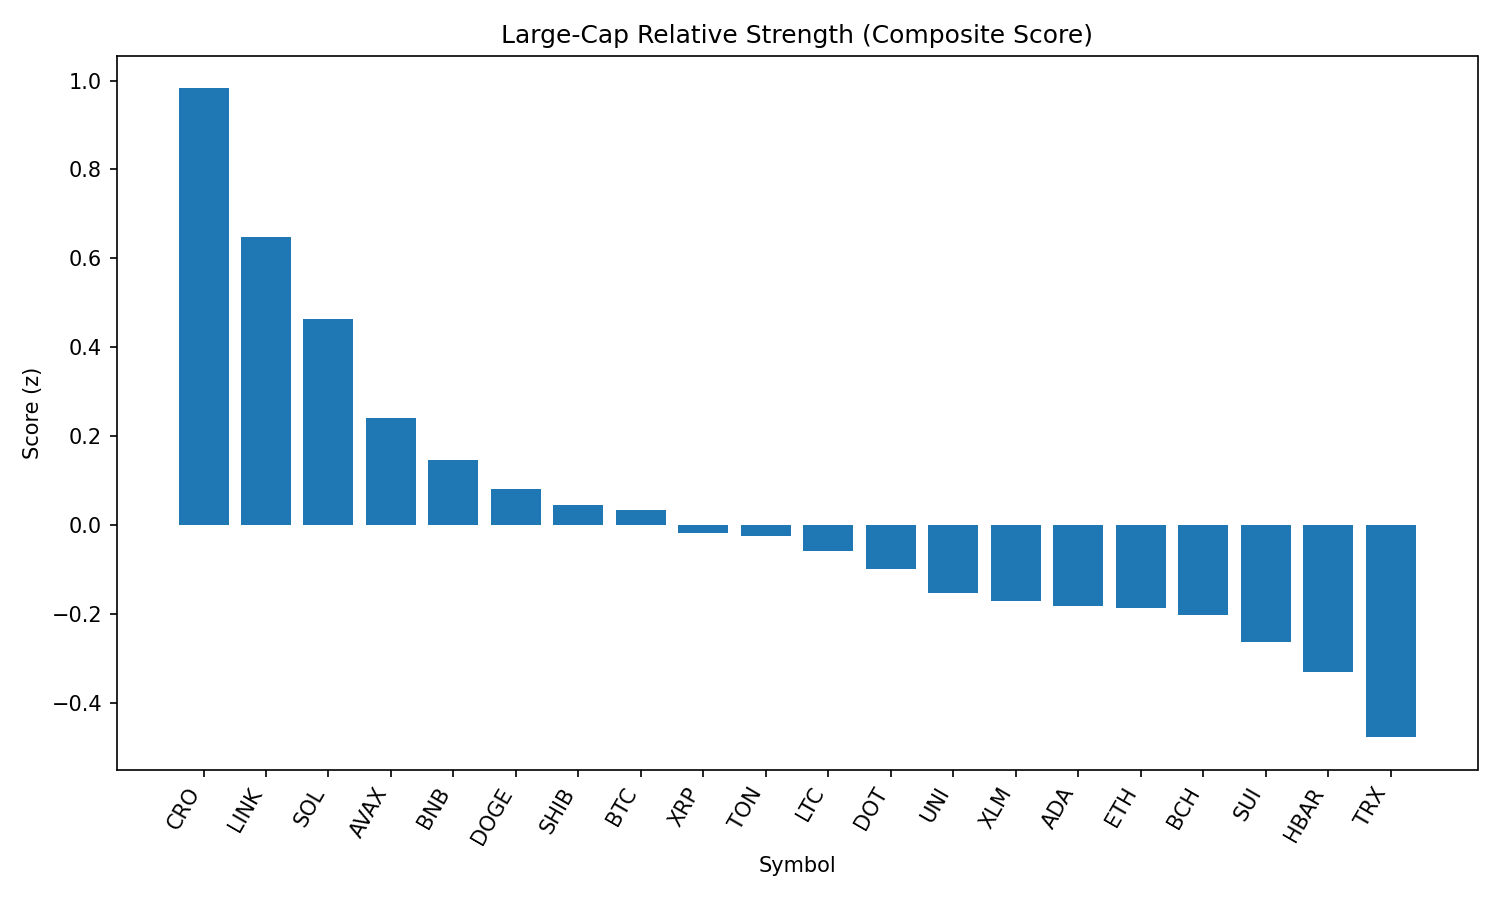 Large-Cap Relative Strength (Composite Score)
1.0
0.8
0.6
0.4
0.2
0.0
−0.2
−0.4
Score (z)
CRO
LINK
SOL
AVAX
BNB
DOGE
SHIB
BTC
XRP
TON
LTC
DOT
UNI
XLM
ADA
ETH
BCH
SUI
HBAR
TRX
Symbol